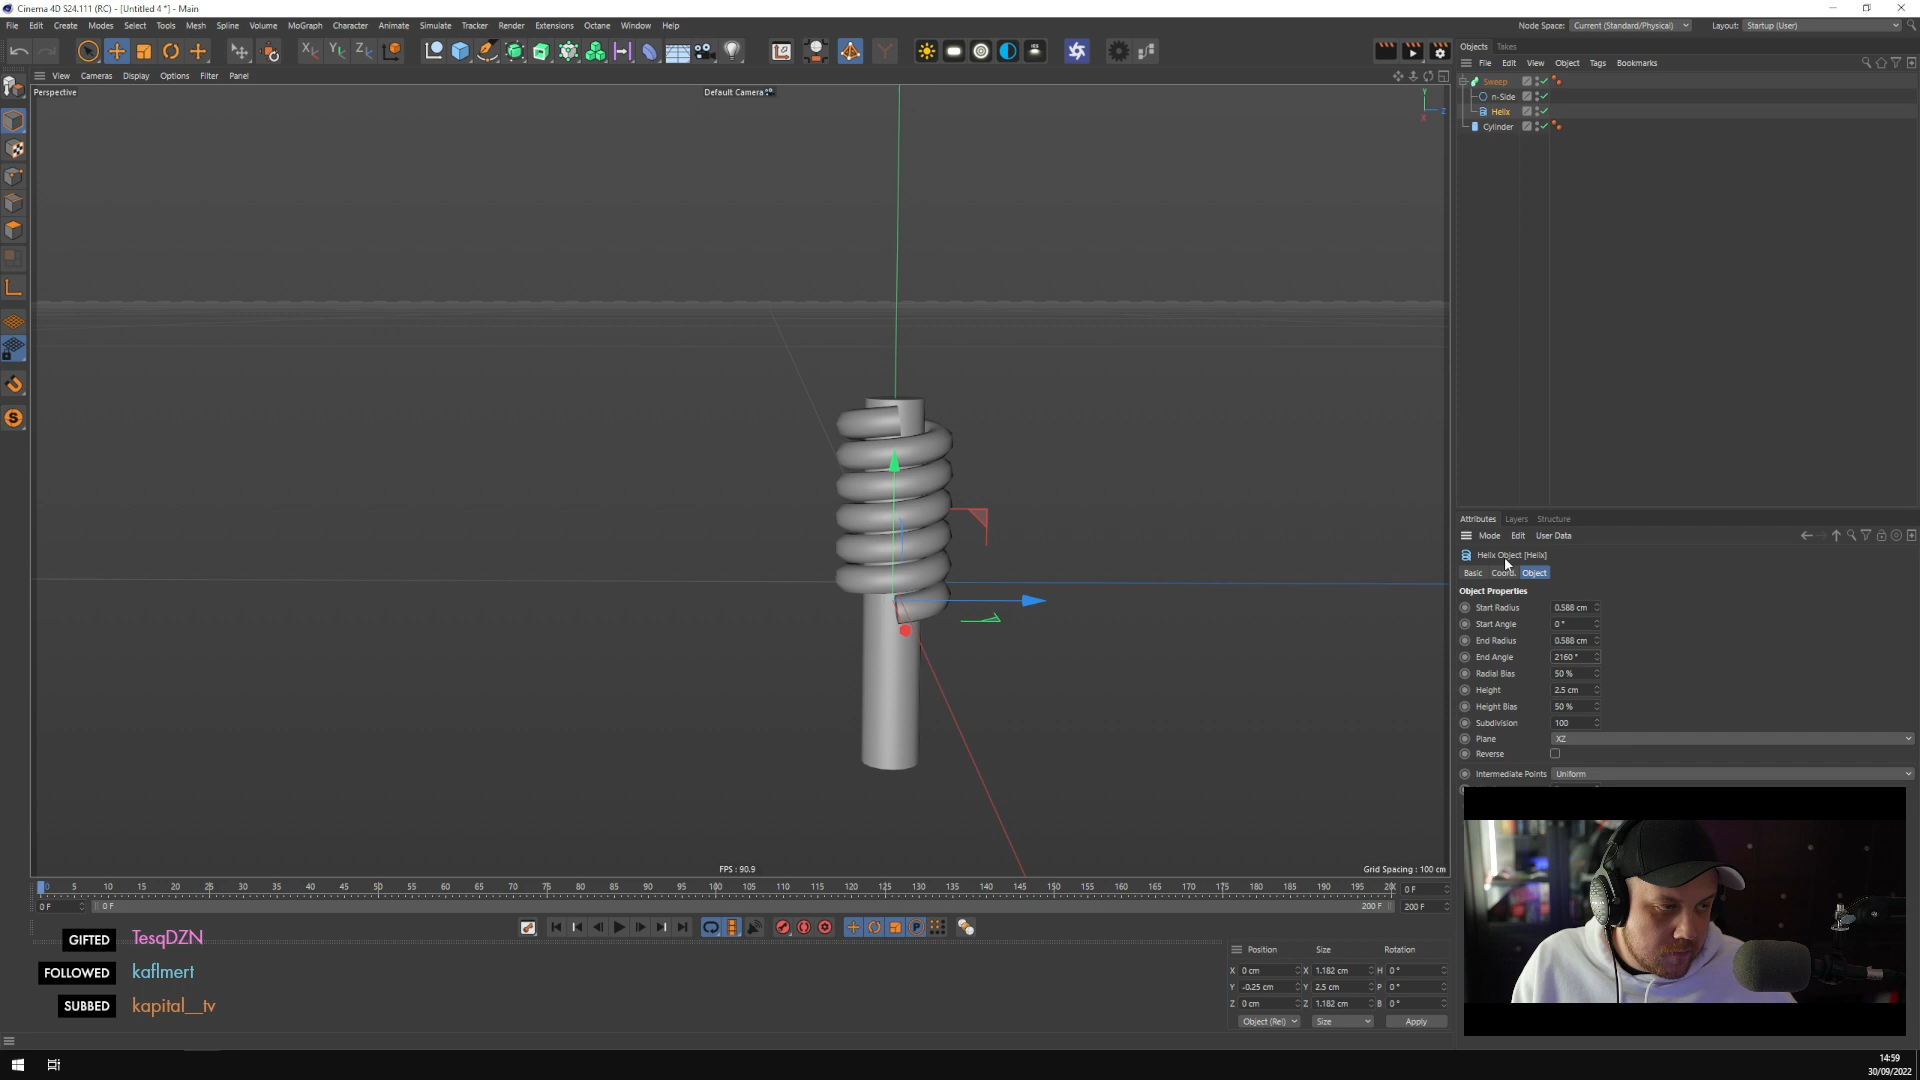 Cinema 4D S24.111 (RC) - [Untitled 4 *] - Main
File Edit Create Modes Select Tools Mesh Spline Volume MoGraph Character Animate Simulate Tracker Render Extensions Octane Window Help
Node Space: Current (Standard/Physical) Layout: Startup (User)
View Cameras Display Options Filter Panel
Perspective
Default Camera
Y
Z
X
FPS : 90.9
Grid Spacing : 100 cm
Objects Takes
File Edit View Object Tags Bookmarks
Sweep
n-Side
Helix
Cylinder
Attributes Layers Structure
Mode Edit User Data
Helix Object [Helix]
Basic Coord. Object
Object Properties
Start Radius 0.588 cm
Start Angle 0 °
End Radius 0.588 cm
End Angle 2160 °
Radial Bias 50 %
Height 2.5 cm
Height Bias 50 %
Subdivision 100
Plane XZ
Reverse
Intermediate Points Uniform
0 5 10 15 20 25 30 35 40 45 50 55 60 65 70 75 80 85 90 95 100 105 110 115 120 125 130 135 140 145 150 155 160 165 170 175 180 185 190 195 0 F
0 F 0 F 200 F 200 F
GIFTED TesqDZN
FOLLOWED kaflmert
SUBBED kapital__tv
Position Size Rotation
X 0 cm X 1.182 cm H 0 °
Y -0.25 cm Y 2.5 cm P 0 °
Z 0 cm Z 1.182 cm B 0 °
Object (Rel) Size Apply
14:59
30/09/2022